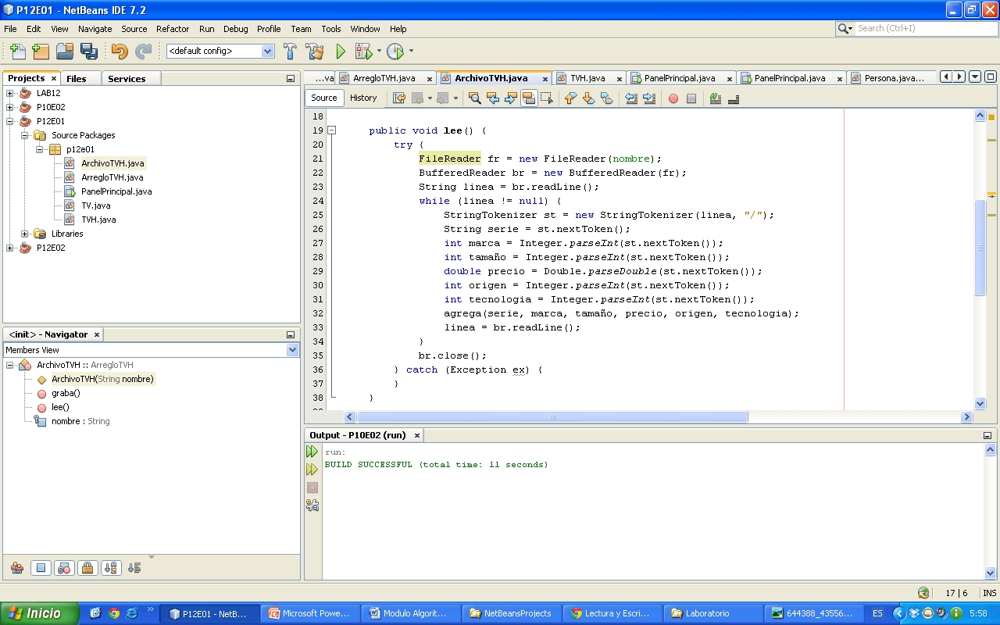 P12E01 - NetBeans IDE 7.2
File Edit View Navigate Source Refactor Run Debug Profile Team Tools Window Help
Search (Ctrl+I)
<default config>
Projects Files Services
LAB12
P10E02
P12E01
Source Packages
p12e01
ArchivoTVH.java
ArregloTVH.java
PanelPrincipal.java
TV.java
TVH.java
Libraries
P12E02
<init> - Navigator
Members View
ArchivoTVH :: ArregloTVH
ArchivoTVH(String nombre)
graba()
lee()
nombre : String
...va ArregloTVH.java ArchivoTVH.java TVH.java PanelPrincipal.java PanelPrincipal.java Persona.java...
Source History
18
19 public void lee() {
20 try {
21 FileReader fr = new FileReader(nombre);
22 BufferedReader br = new BufferedReader(fr);
23 String linea = br.readLine();
24 while (linea != null) {
25 StringTokenizer st = new StringTokenizer(linea, "/");
26 String serie = st.nextToken();
27 int marca = Integer.parseInt(st.nextToken());
28 int tamaño = Integer.parseInt(st.nextToken());
29 double precio = Double.parseDouble(st.nextToken());
30 int origen = Integer.parseInt(st.nextToken());
31 int tecnologia = Integer.parseInt(st.nextToken());
32 agrega(serie, marca, tamaño, precio, origen, tecnologia);
33 linea = br.readLine();
34 }
35 br.close();
36 } catch (Exception ex) {
37 }
38 }
Output - P10E02 (run)
run:
BUILD SUCCESSFUL (total time: 11 seconds)
17 | 6 INS
Inicio
P12E01 - NetB...
Microsoft Powe...
Modulo Algorit...
NetBeansProjects
Lectura y Escri...
Laboratorio
644388_43556...
ES
5:58